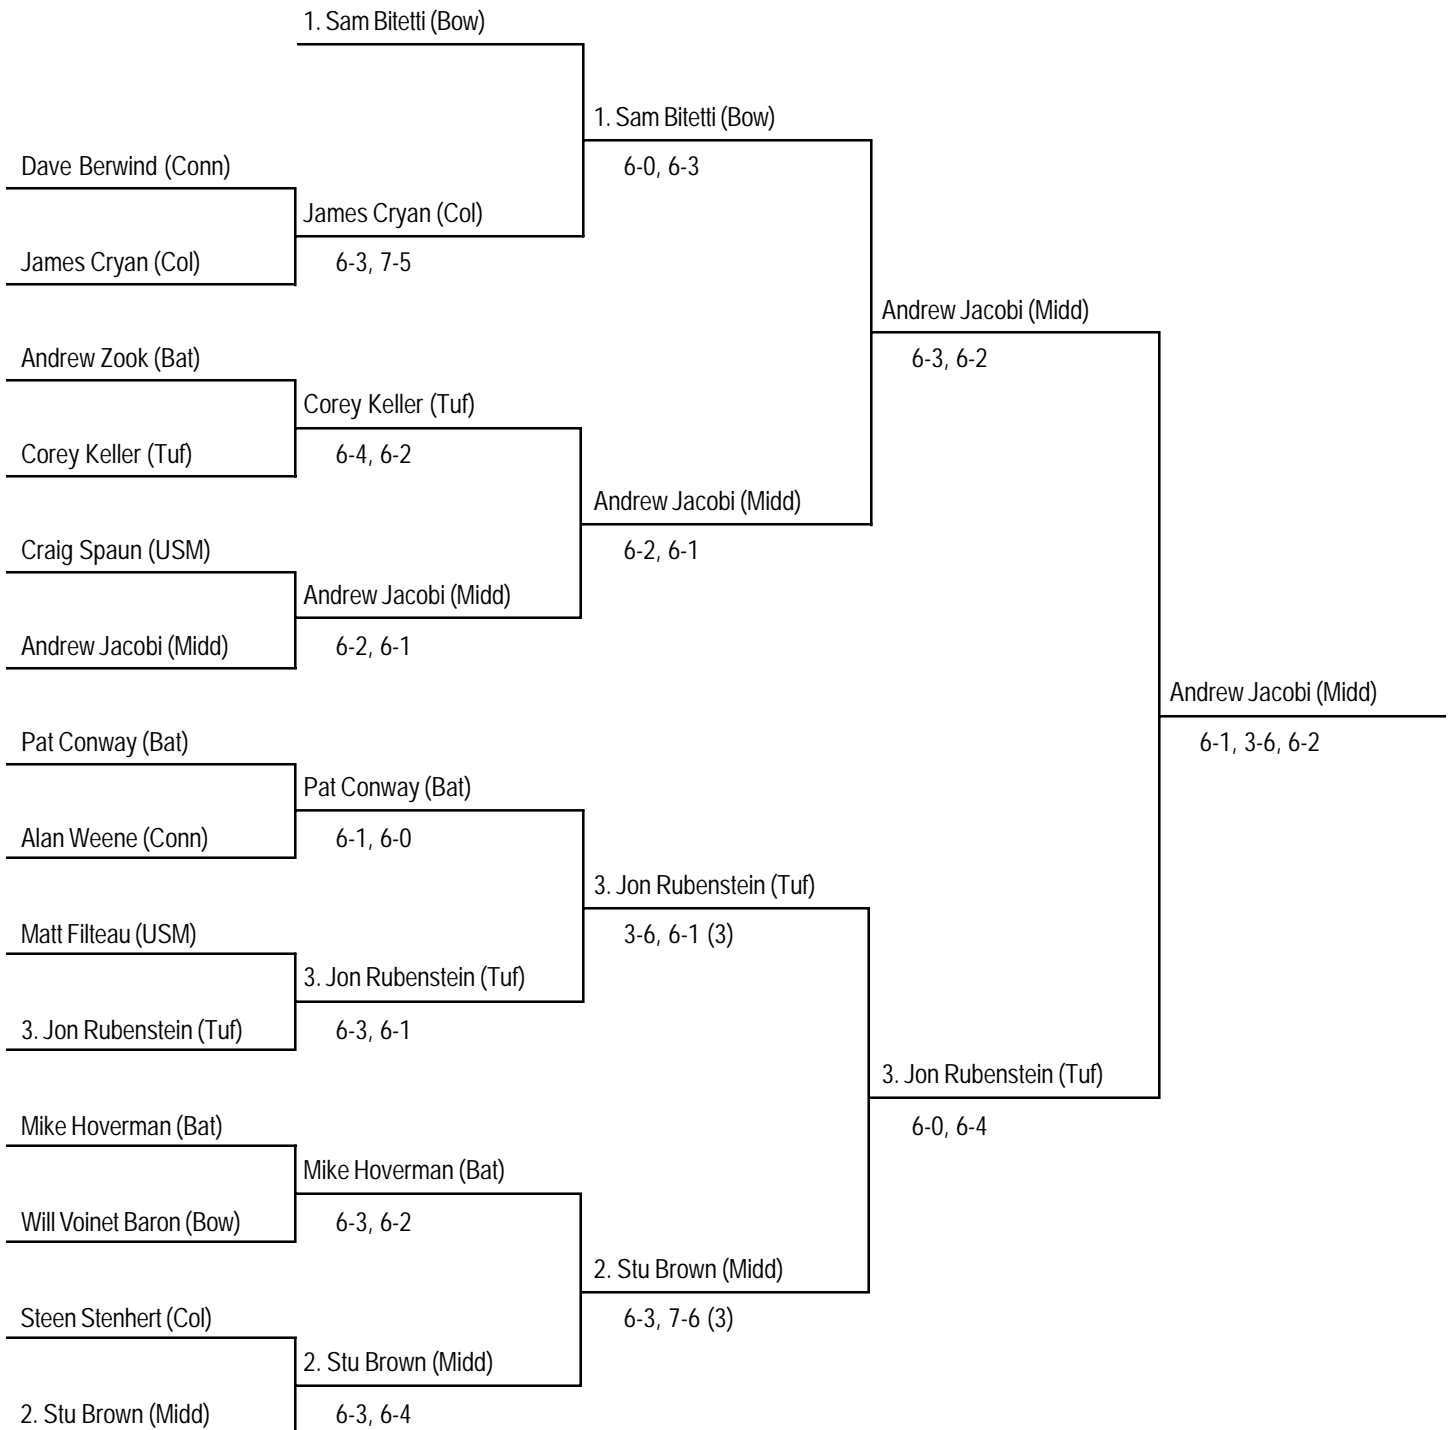 1. Sam Bitetti (Bow)
1. Sam Bitetti (Bow)
Dave Berwind (Conn)
6-0, 6-3
James Cryan (Col)
James Cryan (Col)
6-3, 7-5
Andrew Jacobi (Midd)
Andrew Zook (Bat)
6-3, 6-2
Corey Keller (Tuf)
Corey Keller (Tuf)
6-4, 6-2
Andrew Jacobi (Midd)
Craig Spaun (USM)
6-2, 6-1
Andrew Jacobi (Midd)
Andrew Jacobi (Midd)
6-2, 6-1
Andrew Jacobi (Midd)
Pat Conway (Bat)
6-1, 3-6, 6-2
Pat Conway (Bat)
Alan Weene (Conn)
6-1, 6-0
3. Jon Rubenstein (Tuf)
Matt Filteau (USM)
3-6, 6-1 (3)
3. Jon Rubenstein (Tuf)
3. Jon Rubenstein (Tuf)
6-3, 6-1
3. Jon Rubenstein (Tuf)
Mike Hoverman (Bat)
6-0, 6-4
Mike Hoverman (Bat)
Will Voinet Baron (Bow)
6-3, 6-2
2. Stu Brown (Midd)
Steen Stenhert (Col)
6-3, 7-6 (3)
2. Stu Brown (Midd)
2. Stu Brown (Midd)
6-3, 6-4